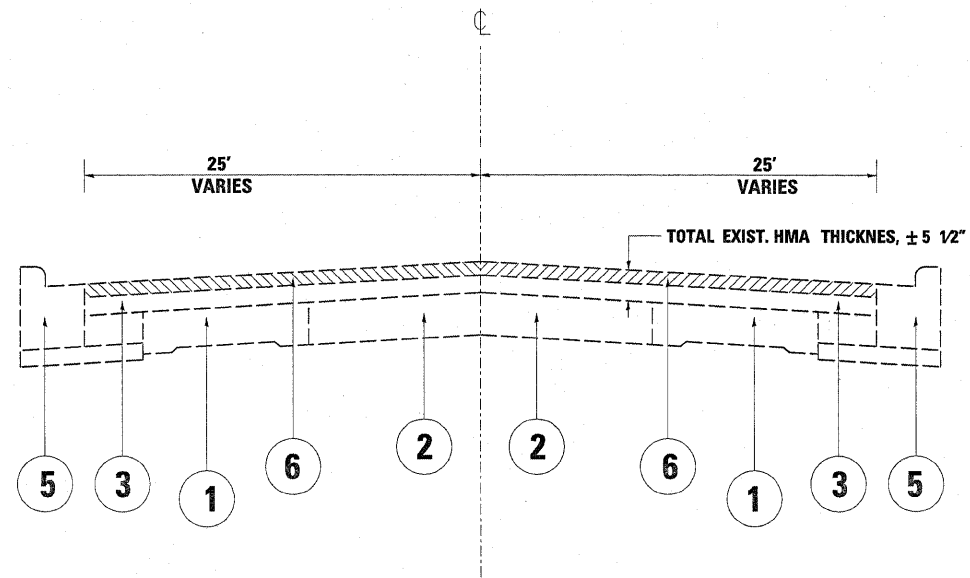 ℄
25' 25'
VARIES VARIES
TOTAL EXIST. HMA THICKNES, ± 5 1/2"
5 3 1 6 2 2 6 1 3 5